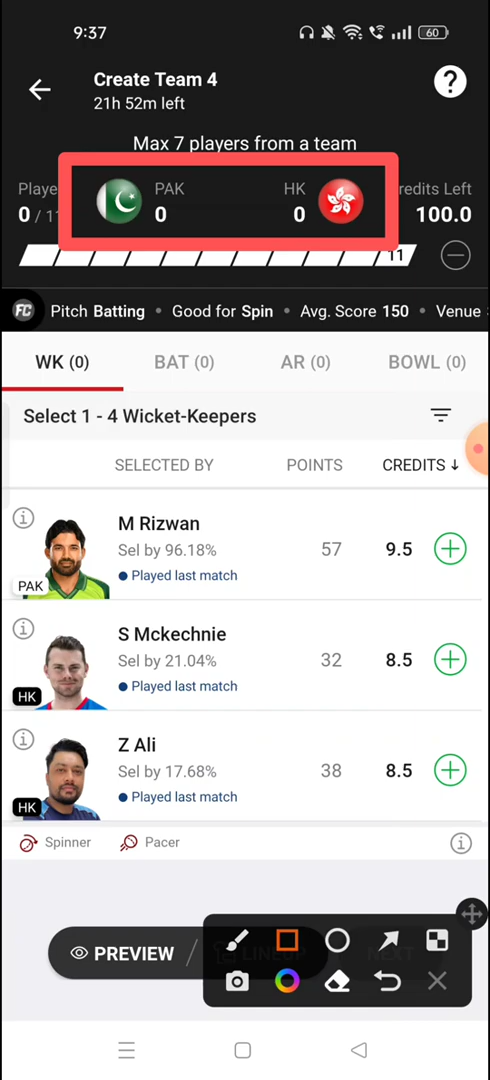 9:37
60
Create Team 4
21h 52m left
?
Max 7 players from a team
Playe PAK HK redits Left
0 / 11 0 0 100.0
11
FC Pitch Batting • Good for Spin • Avg. Score 150 • Venue
WK (0) BAT (0) AR (0) BOWL (0)
Select 1 - 4 Wicket-Keepers
SELECTED BY POINTS CREDITS ↓
M Rizwan
Sel by 96.18% 57 9.5
Played last match
PAK
S Mckechnie
Sel by 21.04% 32 8.5
Played last match
HK
Z Ali
Sel by 17.68% 38 8.5
Played last match
HK
Spinner Pacer
PREVIEW / LINEUP NEXT